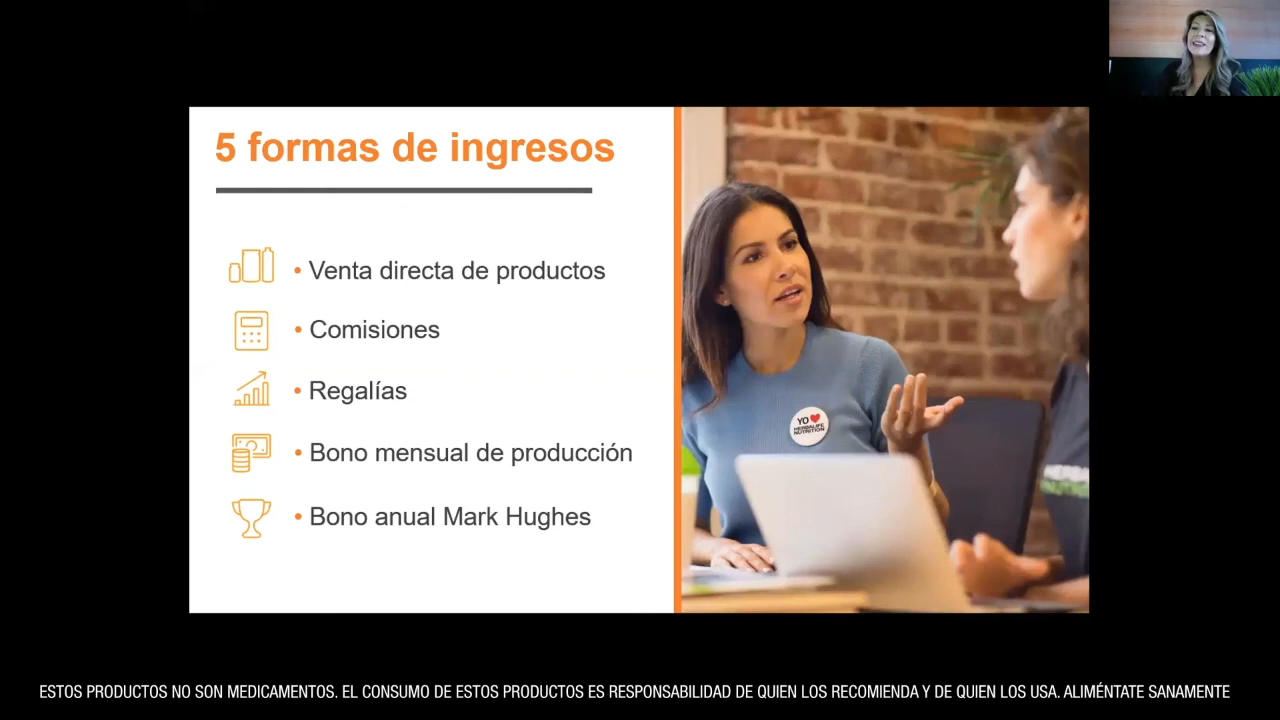 5 formas de ingresos
• Venta directa de productos
• Comisiones
• Regalías
• Bono mensual de producción
• Bono anual Mark Hughes
YO
HERBALIFE
NUTRITION
ESTOS PRODUCTOS NO SON MEDICAMENTOS. EL CONSUMO DE ESTOS PRODUCTOS ES RESPONSABILIDAD DE QUIEN LOS RECOMIENDA Y DE QUIEN LOS USA. ALIMÉNTATE SANAMENTE